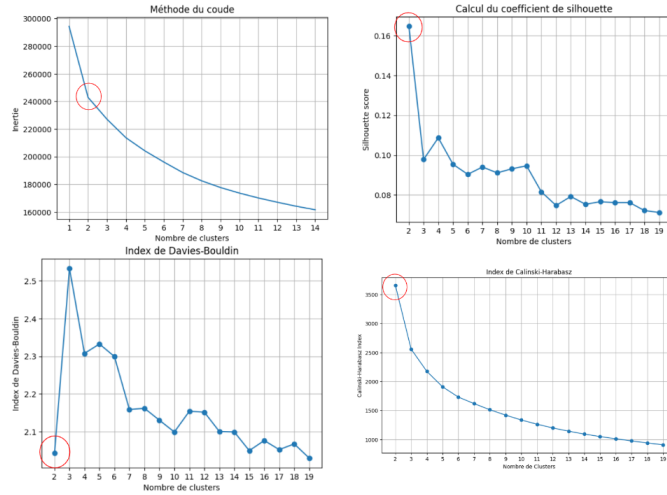 Méthode du coude
300000
280000
260000
240000
220000
200000
180000
160000
Inertie
1 2 3 4 5 6 7 8 9 10 11 12 13 14
Nombre de clusters
Calcul du coefficient de silhouette
0.16
0.14
0.12
0.10
0.08
Silhouette score
2 3 4 5 6 7 8 9 10 11 12 13 14 15 16 17 18 19
Nombre de clusters
Index de Davies-Bouldin
2.5
2.4
2.3
2.2
2.1
Index de Davies-Bouldin
2 3 4 5 6 7 8 9 10 11 12 13 14 15 16 17 18 19
Nombre de clusters
Index de Calinski-Harabasz
3500
3000
2500
2000
1500
1000
Calinski-Harabasz Index
2 3 4 5 6 7 8 9 10 11 12 13 14 15 16 17 18 19
Nombre de Clusters